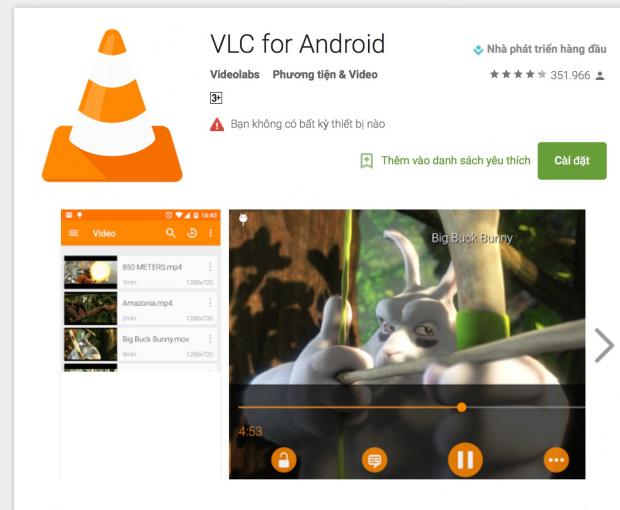 VLC for Android
Nhà phát triển hàng đầu
Videolabs Phương tiện & Video
351.966
3+
Bạn không có bất kỳ thiết bị nào
Thêm vào danh sách yêu thích
Cài đặt
16:43
Video
850 METERS.mp4
1min 1280x720
Amazonia.mp4
2min 1280x720
Big Buck Bunny.mov
9min 1280x720
Big Buck Bunny
4:53